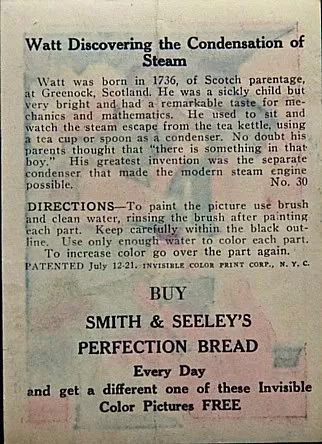 Watt Discovering the Condensation of
Steam
Watt was born in 1736, of Scotch parentage,
at Greenock, Scotland. He was a sickly child but
very bright and had a remarkable taste for me-
chanics and mathematics. He used to sit and
watch the steam escape from the tea kettle, using
a tea cup or spoon as a condenser. No doubt his
parents thought that "there is something in that
boy." His greatest invention was the separate
condenser that made the modern steam engine
possible. No. 30
DIRECTIONS—To paint the picture use brush
and clean water, rinsing the brush after painting
each part. Keep carefully within the black out-
line. Use only enough water to color each part.
To increase color go over the part again.
PATENTED July 12-21. INVISIBLE COLOR PRINT CORP., N. Y. C.
BUY
SMITH & SEELEY'S
PERFECTION BREAD
Every Day
and get a different one of these Invisible
Color Pictures FREE